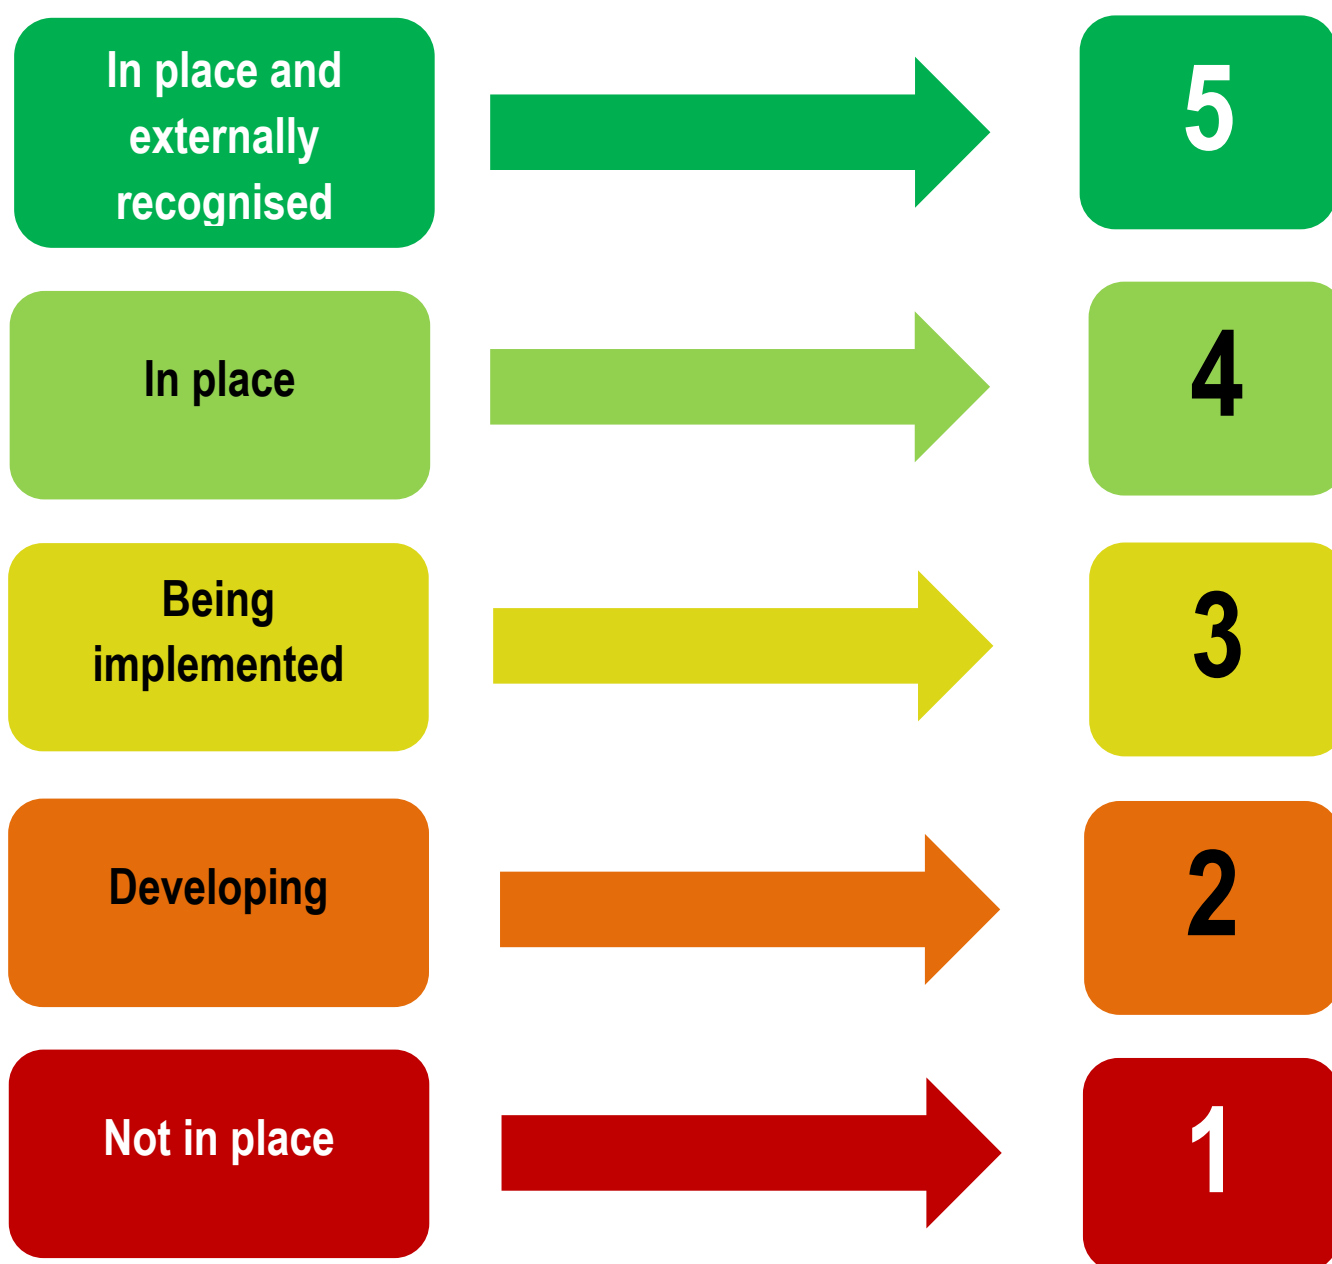 In place and
externally
recognised
5
In place
4
Being
implemented
3
Developing
2
Not in place
1